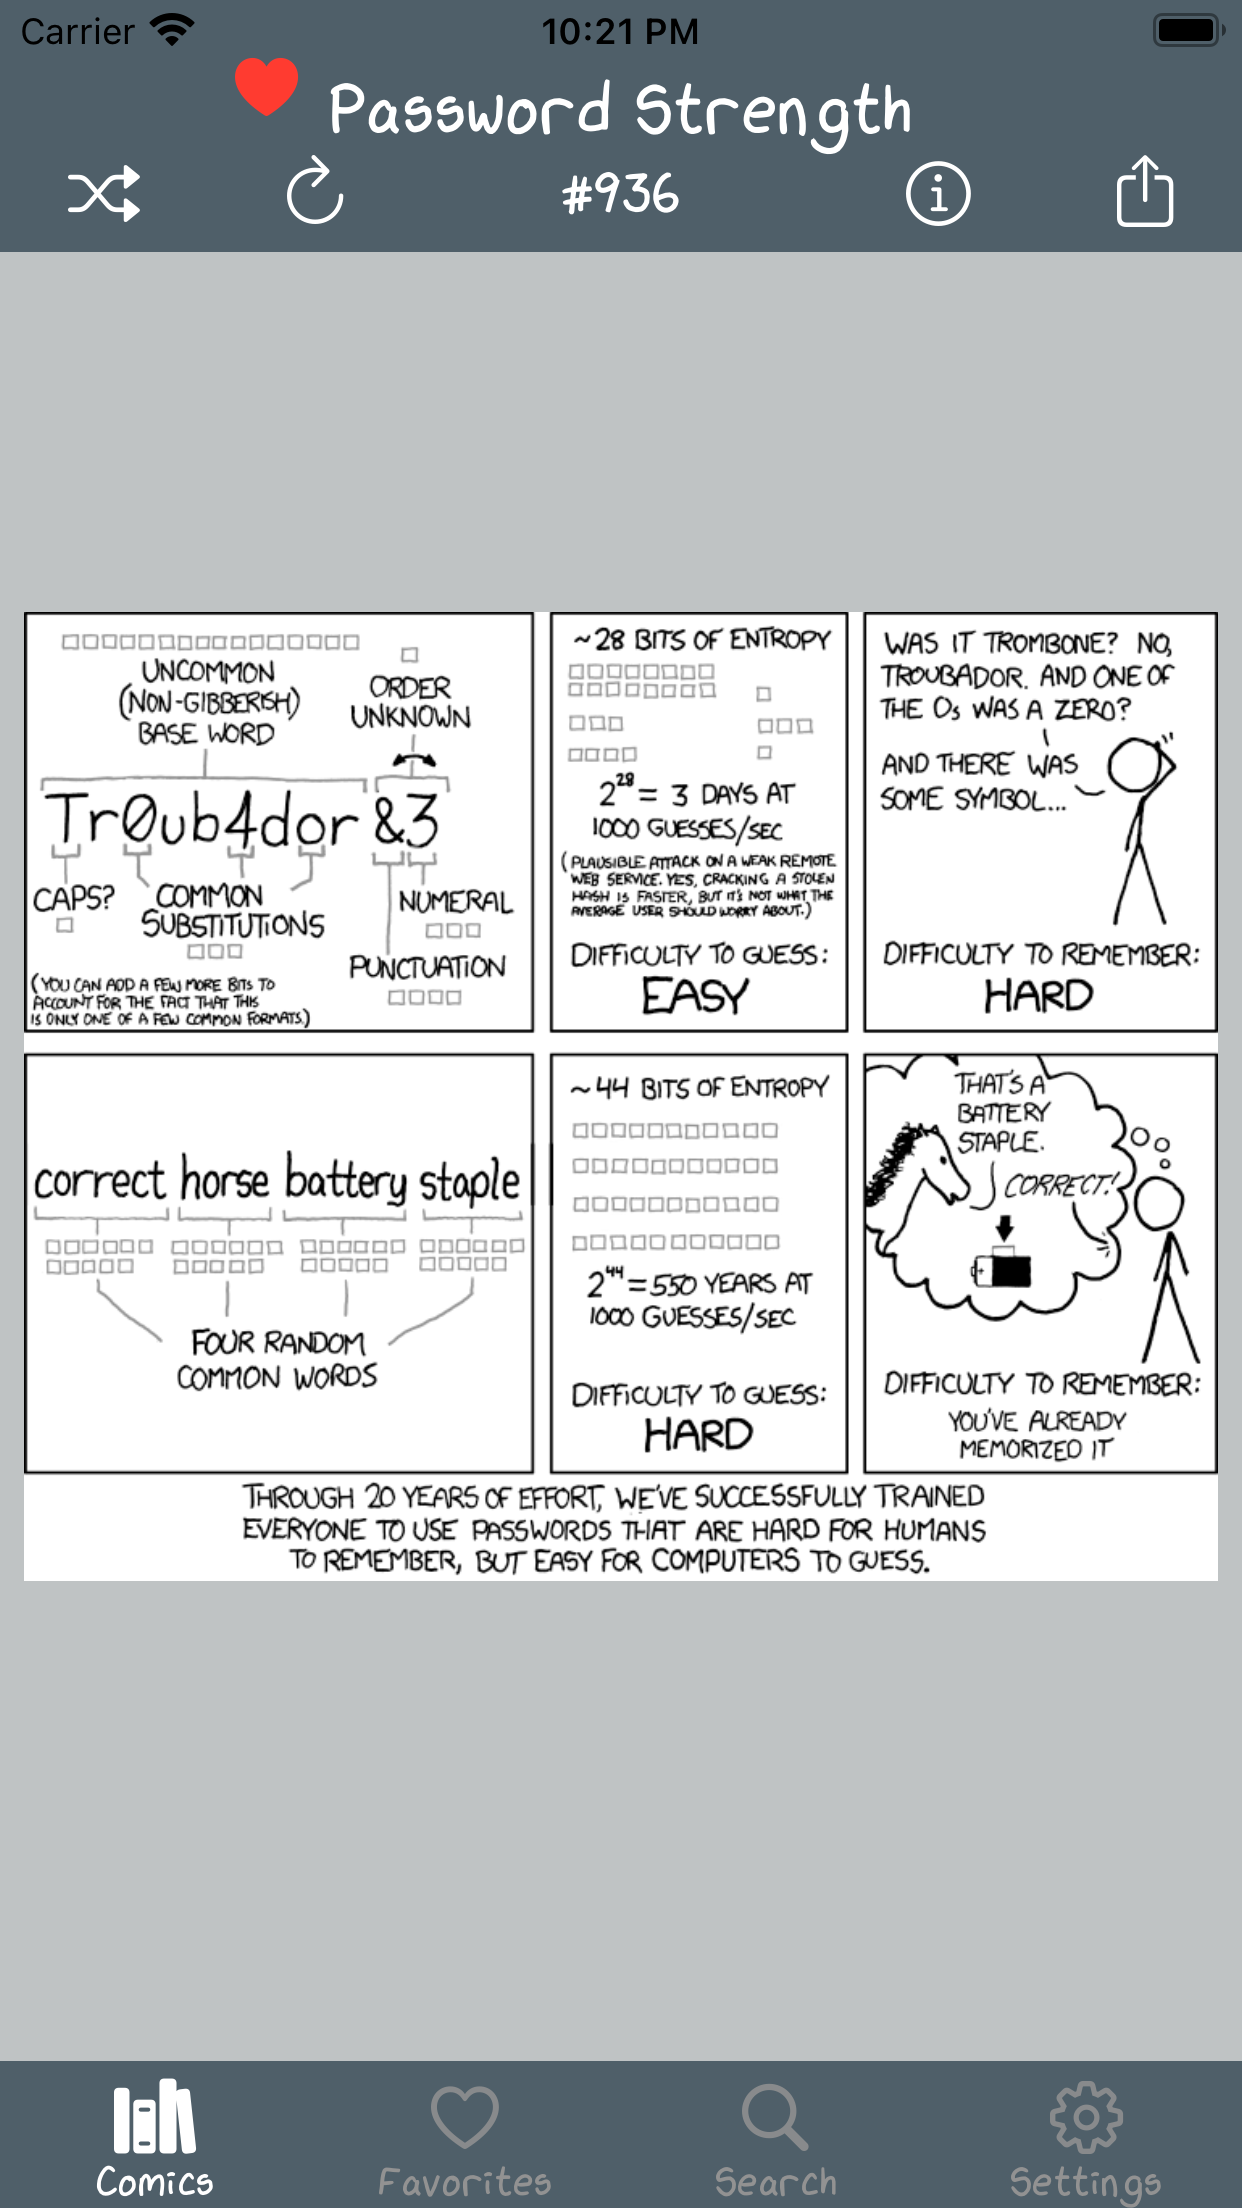 Carrier 10:21 PM
Password Strength
#936
UNCOMMON
(NON-GIBBERISH)
BASE WORD
ORDER
UNKNOWN
Tr0ub4dor &3
CAPS?
COMMON
SUBSTITUTIONS
NUMERAL
PUNCTUATION
(YOU CAN ADD A FEW MORE BITS TO
ACCOUNT FOR THE FACT THAT THIS
IS ONLY ONE OF A FEW COMMON FORMATS.)
~28 BITS OF ENTROPY
2^28 = 3 DAYS AT
1000 GUESSES/SEC
(PLAUSIBLE ATTACK ON A WEAK REMOTE
WEB SERVICE. YES, CRACKING A STOLEN
HASH IS FASTER, BUT IT'S NOT WHAT THE
AVERAGE USER SHOULD WORRY ABOUT.)
DIFFICULTY TO GUESS:
EASY
WAS IT TROMBONE? NO,
TROUBADOR. AND ONE OF
THE Os WAS A ZERO?
AND THERE WAS
SOME SYMBOL...
DIFFICULTY TO REMEMBER:
HARD
correct horse battery staple
FOUR RANDOM
COMMON WORDS
~44 BITS OF ENTROPY
2^44 = 550 YEARS AT
1000 GUESSES/SEC
DIFFICULTY TO GUESS:
HARD
THAT'S A
BATTERY
STAPLE.
CORRECT!
DIFFICULTY TO REMEMBER:
YOU'VE ALREADY
MEMORIZED IT
THROUGH 20 YEARS OF EFFORT, WE'VE SUCCESSFULLY TRAINED
EVERYONE TO USE PASSWORDS THAT ARE HARD FOR HUMANS
TO REMEMBER, BUT EASY FOR COMPUTERS TO GUESS.
Comics Favorites Search Settings